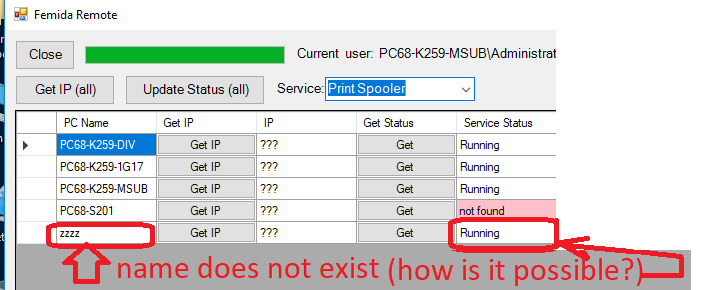 Femida Remote
Close Current user: PC68-K259-MSUB\Administrat
Get IP (all) Update Status (all) Service: Print Spooler
PC Name Get IP IP Get Status Service Status
PC68-K259-DIV Get IP ??? Get Running
PC68-K259-1G17 Get IP ??? Get Running
PC68-K259-MSUB Get IP ??? Get Running
PC68-S201 Get IP ??? Get not found
zzzz Get IP ??? Get Running
name does not exist (how is it possible?)